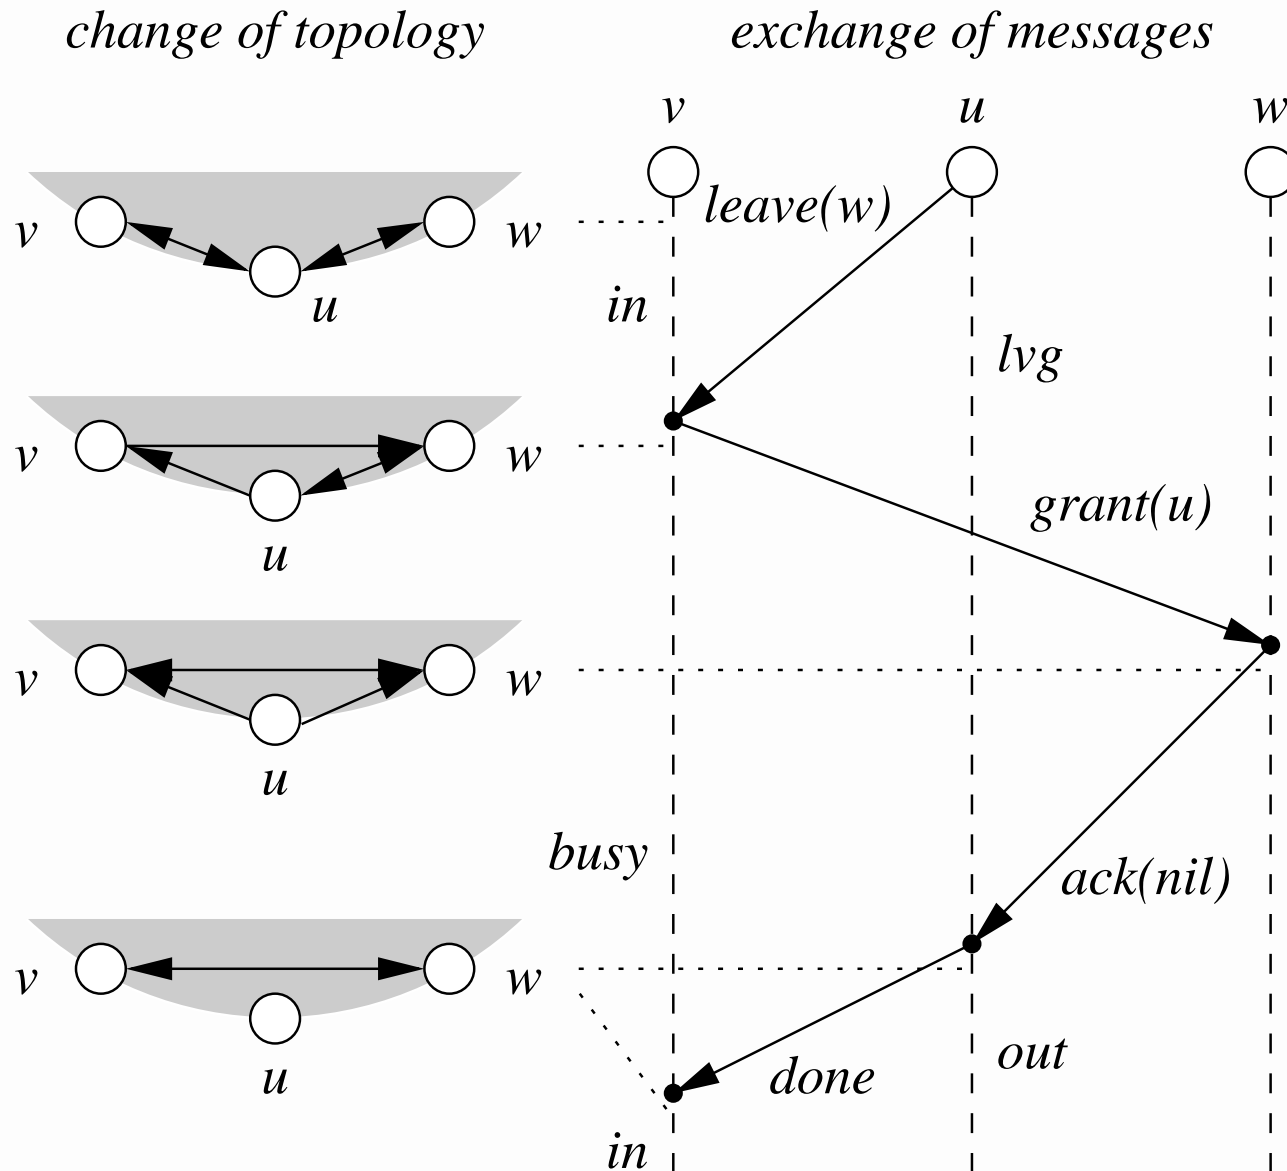 change of topology
exchange of messages
v u w
leave(w)
v w
in
u
lvg
v w
grant(u)
u
v w
u
busy
ack(nil)
v w
out
u
done
in